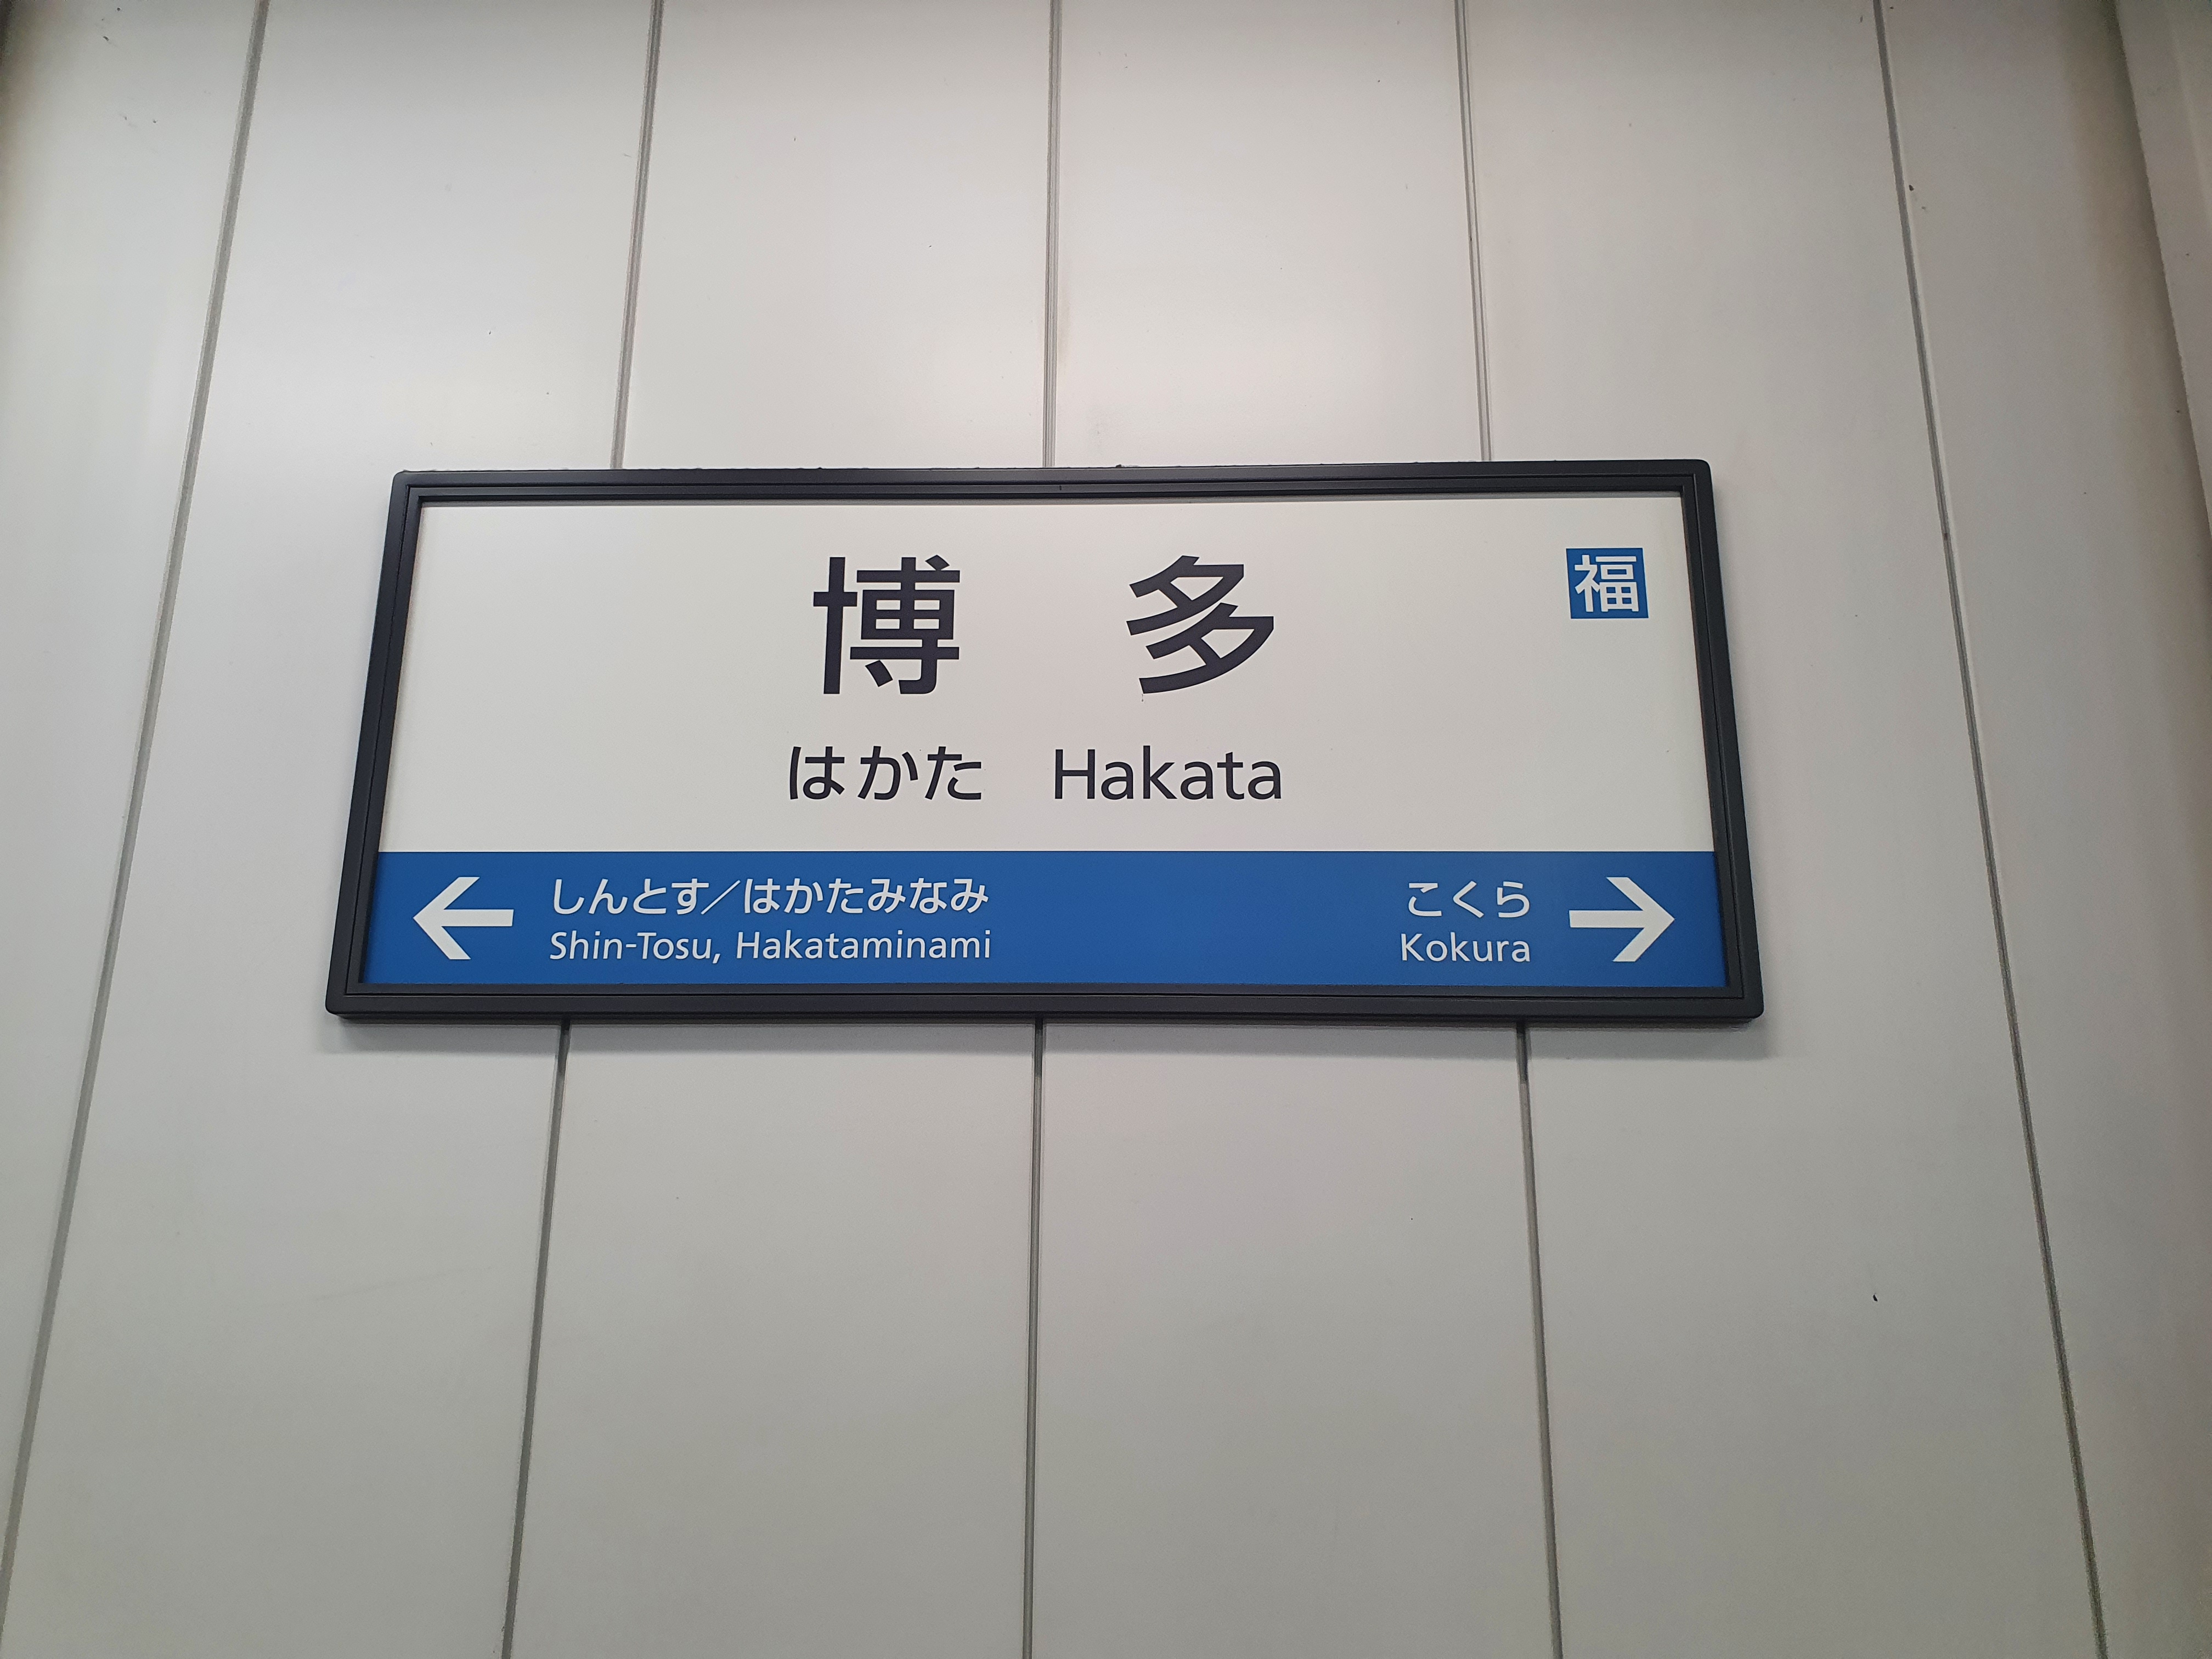 博多
福
はかた Hakata
しんとす／はかたみなみ
Shin-Tosu, Hakataminami
こくら
Kokura